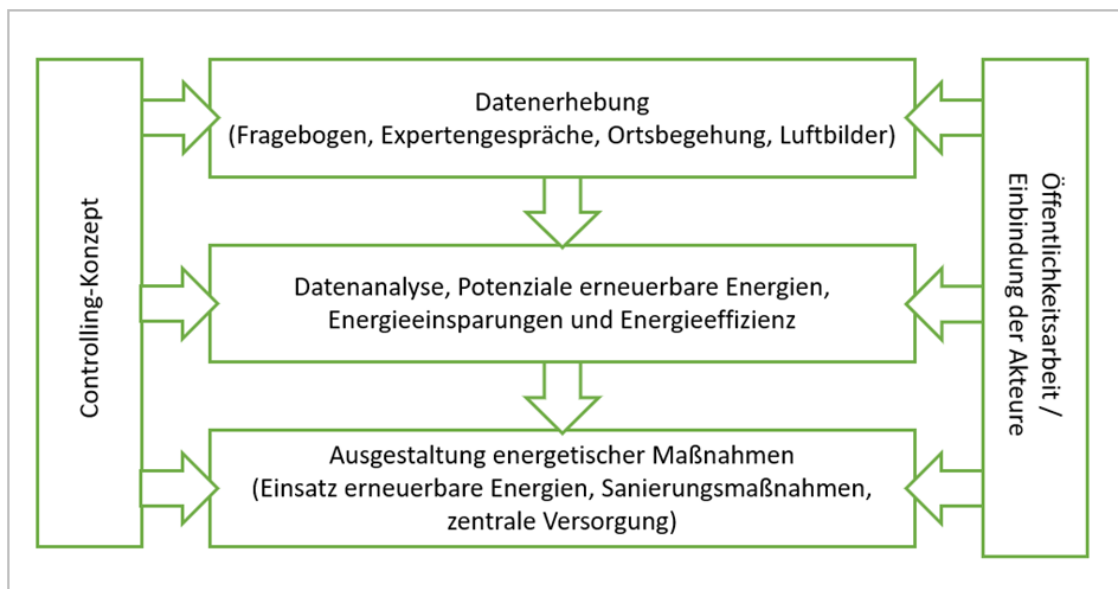 Controlling-Konzept
Datenerhebung
(Fragebogen, Expertengespräche, Ortsbegehung, Luftbilder)
Datenanalyse, Potenziale erneuerbare Energien,
Energieeinsparungen und Energieeffizienz
Ausgestaltung energetischer Maßnahmen
(Einsatz erneuerbare Energien, Sanierungsmaßnahmen,
zentrale Versorgung)
Öffentlichkeitsarbeit /
Einbindung der Akteure